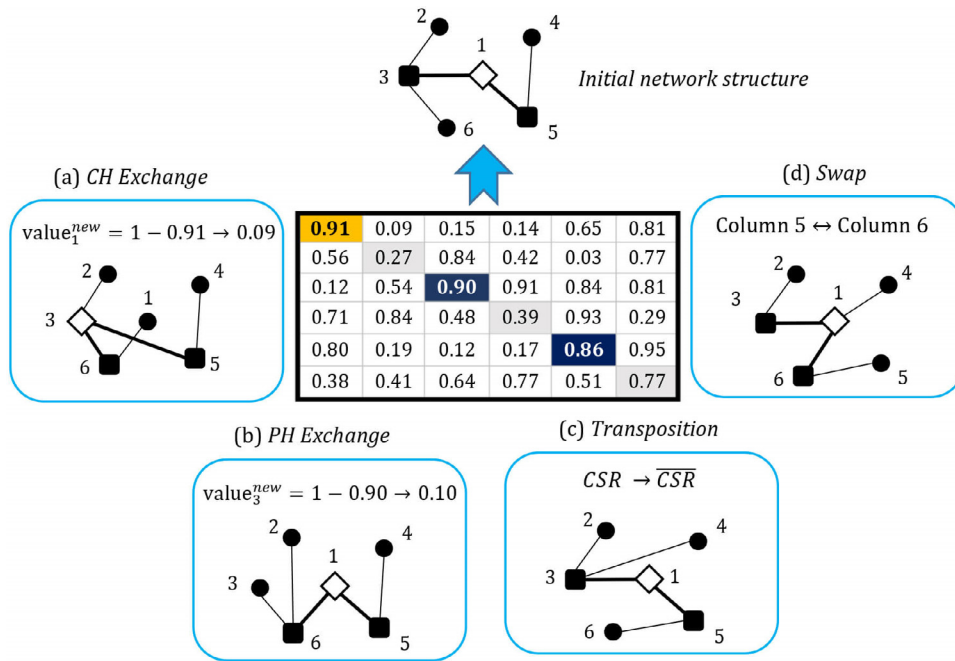 2
4
1
3
Initial network structure
6
5
(a) CH Exchange
value₁ⁿᵉʷ = 1 − 0.91 → 0.09
2
4
1
3
6
5
0.91 0.09 0.15 0.14 0.65 0.81
0.56 0.27 0.84 0.42 0.03 0.77
0.12 0.54 0.90 0.91 0.84 0.81
0.71 0.84 0.48 0.39 0.93 0.29
0.80 0.19 0.12 0.17 0.86 0.95
0.38 0.41 0.64 0.77 0.51 0.77
(d) Swap
Column 5 ↔ Column 6
2
4
1
3
6
5
(b) PH Exchange
value₃ⁿᵉʷ = 1 − 0.90 → 0.10
2
4
1
3
6
5
(c) Transposition
CSR → C̅S̅R̅
2
4
3
1
6
5